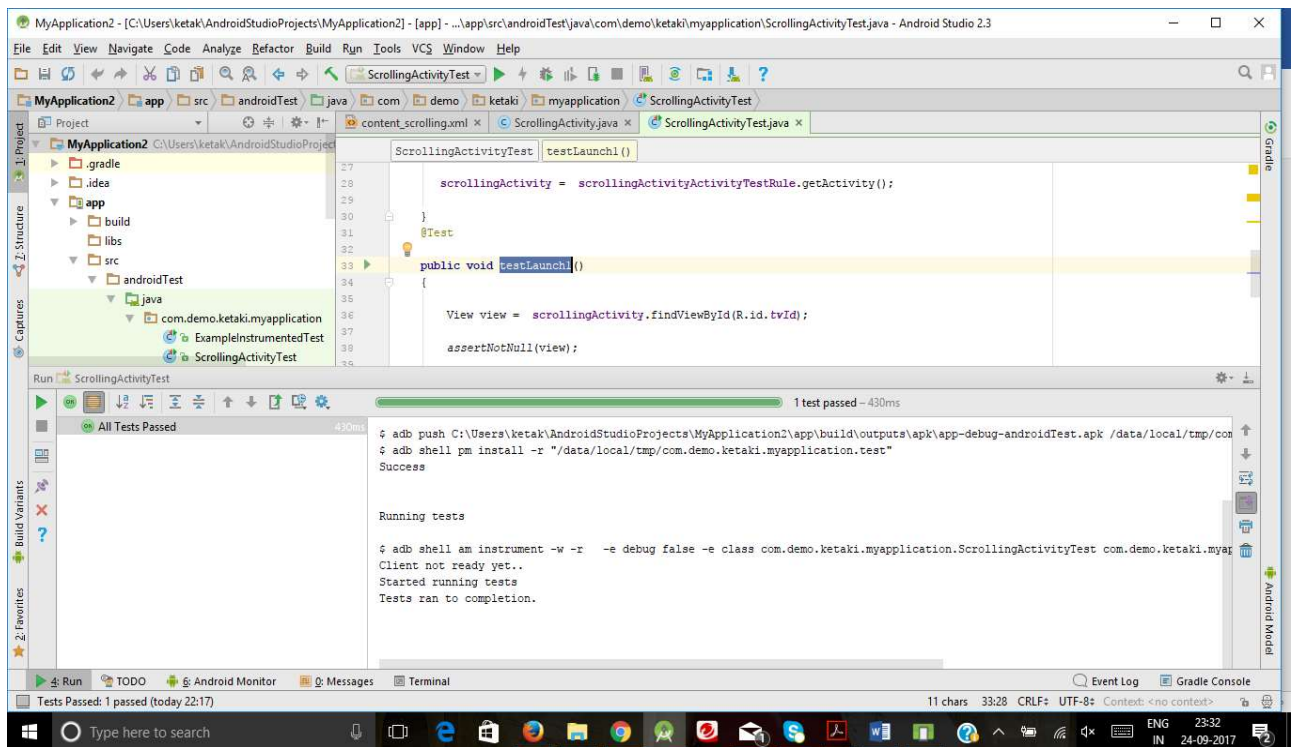 MyApplication2 - [C:\Users\ketak\AndroidStudioProjects\MyApplication2] - [app] - ...\app\src\androidTest\java\com\demo\ketaki\myapplication\ScrollingActivityTest.java - Android Studio 2.3
File Edit View Navigate Code Analyze Refactor Build Run Tools VCS Window Help
ScrollingActivityTest
MyApplication2 app src androidTest java com demo ketaki myapplication ScrollingActivityTest
Project
content_scrolling.xml × ScrollingActivity.java × ScrollingActivityTest.java ×
1: Project
7: Structure
Captures
Build Variants
2: Favorites
MyApplication2 C:\Users\ketak\AndroidStudioProject
.gradle
.idea
app
build
libs
src
androidTest
java
com.demo.ketaki.myapplication
ExampleInstrumentedTest
ScrollingActivityTest
ScrollingActivityTest testLaunch1()
27
28 scrollingActivity = scrollingActivityActivityTestRule.getActivity();
29
30 }
31 @Test
32
33 public void testLaunch1()
34 {
35
36 View view = scrollingActivity.findViewById(R.id.tvId);
37
38 assertNotNull(view);
39
Gradle
Android Model
Run ScrollingActivityTest
1 test passed – 430ms
All Tests Passed 430ms
$ adb push C:\Users\ketak\AndroidStudioProjects\MyApplication2\app\build\outputs\apk\app-debug-androidTest.apk /data/local/tmp/com
$ adb shell pm install -r "/data/local/tmp/com.demo.ketaki.myapplication.test"
Success
Running tests
$ adb shell am instrument -w -r -e debug false -e class com.demo.ketaki.myapplication.ScrollingActivityTest com.demo.ketaki.myap
Client not ready yet..
Started running tests
Tests ran to completion.
4: Run TODO 6: Android Monitor 0: Messages Terminal Event Log Gradle Console
Tests Passed: 1 passed (today 22:17) 11 chars 33:28 CRLF÷ UTF-8÷ Context: <no context>
Type here to search
ENG 23:32
IN 24-09-2017